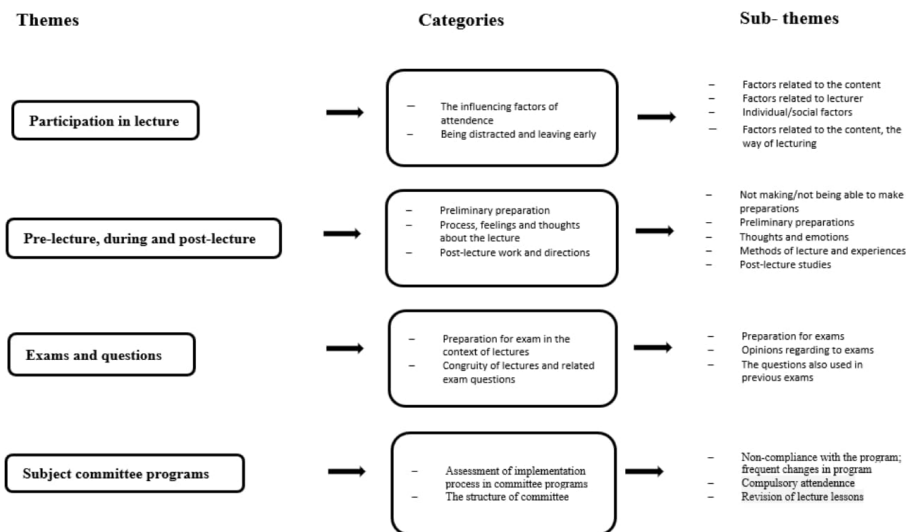 Themes
Categories
Sub- themes
Participation in lecture
– The influencing factors of
attendence
– Being distracted and leaving early
– Factors related to the content
– Factors related to lecturer
– Individual/social factors
– Factors related to the content, the
way of lecturing
Pre-lecture, during and post-lecture
– Preliminary preparation
– Process, feelings and thoughts
about the lecture
– Post-lecture work and directions
– Not making/not being able to make
preparations
– Preliminary preparations
– Thoughts and emotions
– Methods of lecture and experiences
– Post-lecture studies
Exams and questions
– Preparation for exam in the
context of lectures
– Congruity of lectures and related
exam questions
– Preparation for exams
– Opinions regarding to exams
– The questions also used in
previous exams
Subject committee programs
– Assessment of implementation
process in committee programs
– The structure of committee
– Non-compliance with the program;
frequent changes in program
– Compulsory attendennce
– Revision of lecture lessons